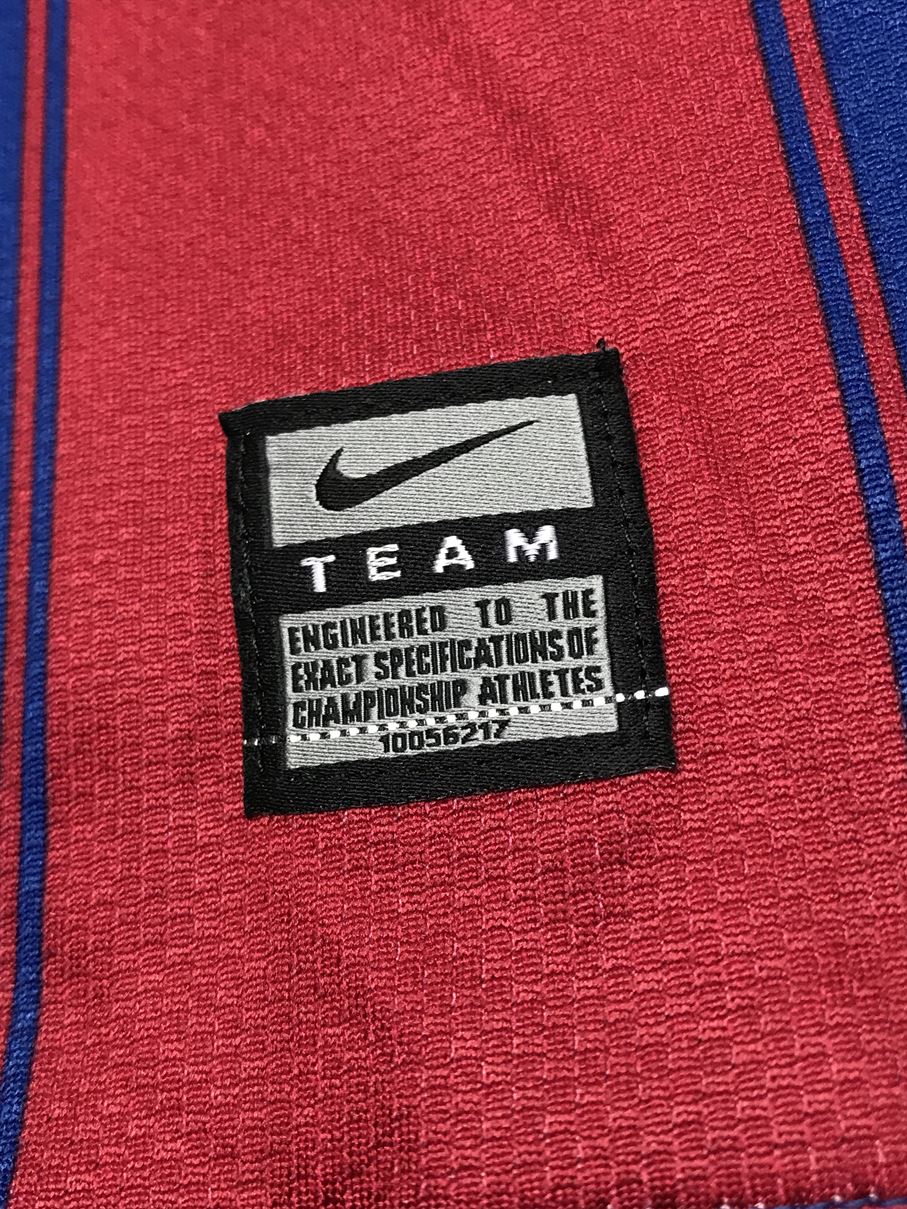 TEAM
ENGINEERED TO THE
EXACT SPECIFICATIONS OF
CHAMPIONSHIP ATHLETES
10056217